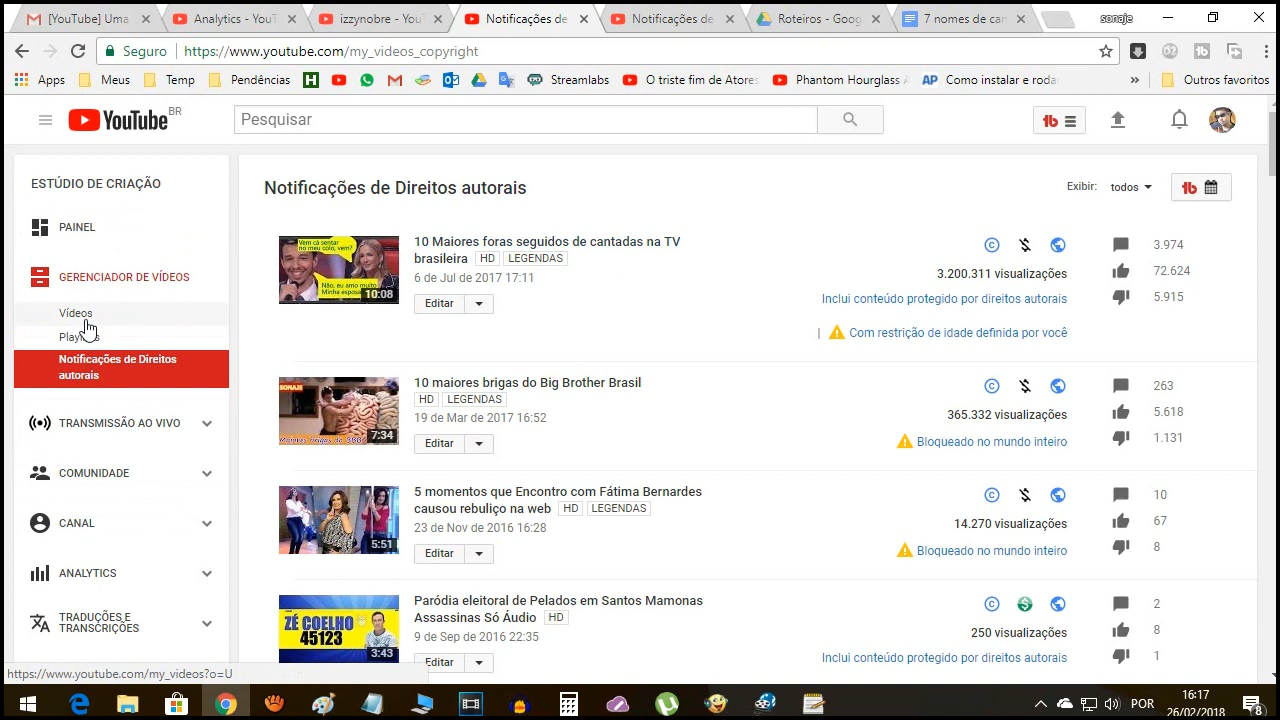 [YouTube] Uma
Analytics - YouT
izzynobre - YouT
Notificações de
Notificações de
Roteiros - Goog
7 nomes de car
sonaje
Seguro
https://www.youtube.com/my_videos_copyright
Apps
Meus
Temp
Pendências
H
Streamlabs
O triste fim de Atore
Phantom Hourglass
AP
Como instalar e roda
»
Outros favoritos
YouTube BR
Pesquisar
ESTÚDIO DE CRIAÇÃO
PAINEL
GERENCIADOR DE VÍDEOS
Vídeos
Notificações de Direitos
autorais
TRANSMISSÃO AO VIVO
COMUNIDADE
CANAL
ANALYTICS
TRADUÇÕES E
TRANSCRIÇÕES
Notificações de Direitos autorais
Exibir:
todos
Vem cá sentar
no meu colo, vem?
Não, eu amo muito
Minha esposa
10:08
10 Maiores foras seguidos de cantadas na TV
brasileira HD LEGENDAS
6 de Jul de 2017 17:11
Editar
3.200.311 visualizações
Inclui conteúdo protegido por direitos autorais
| Com restrição de idade definida por você
3.974
72.624
5.915
SONAJE
Maiores brigas do BBB
7:34
10 maiores brigas do Big Brother Brasil
HD LEGENDAS
19 de Mar de 2017 16:52
Editar
365.332 visualizações
Bloqueado no mundo inteiro
263
5.618
1.131
5:51
5 momentos que Encontro com Fátima Bernardes
causou rebuliço na web HD LEGENDAS
23 de Nov de 2016 16:28
Editar
14.270 visualizações
Bloqueado no mundo inteiro
10
67
8
ZÉ COELHO
45123
3:43
Paródia eleitoral de Pelados em Santos Mamonas
Assassinas Só Áudio HD
9 de Sep de 2016 22:35
Editar
250 visualizações
Inclui conteúdo protegido por direitos autorais
2
8
1
https://www.youtube.com/my_videos?o=U
POR
16:17
26/02/2018
8